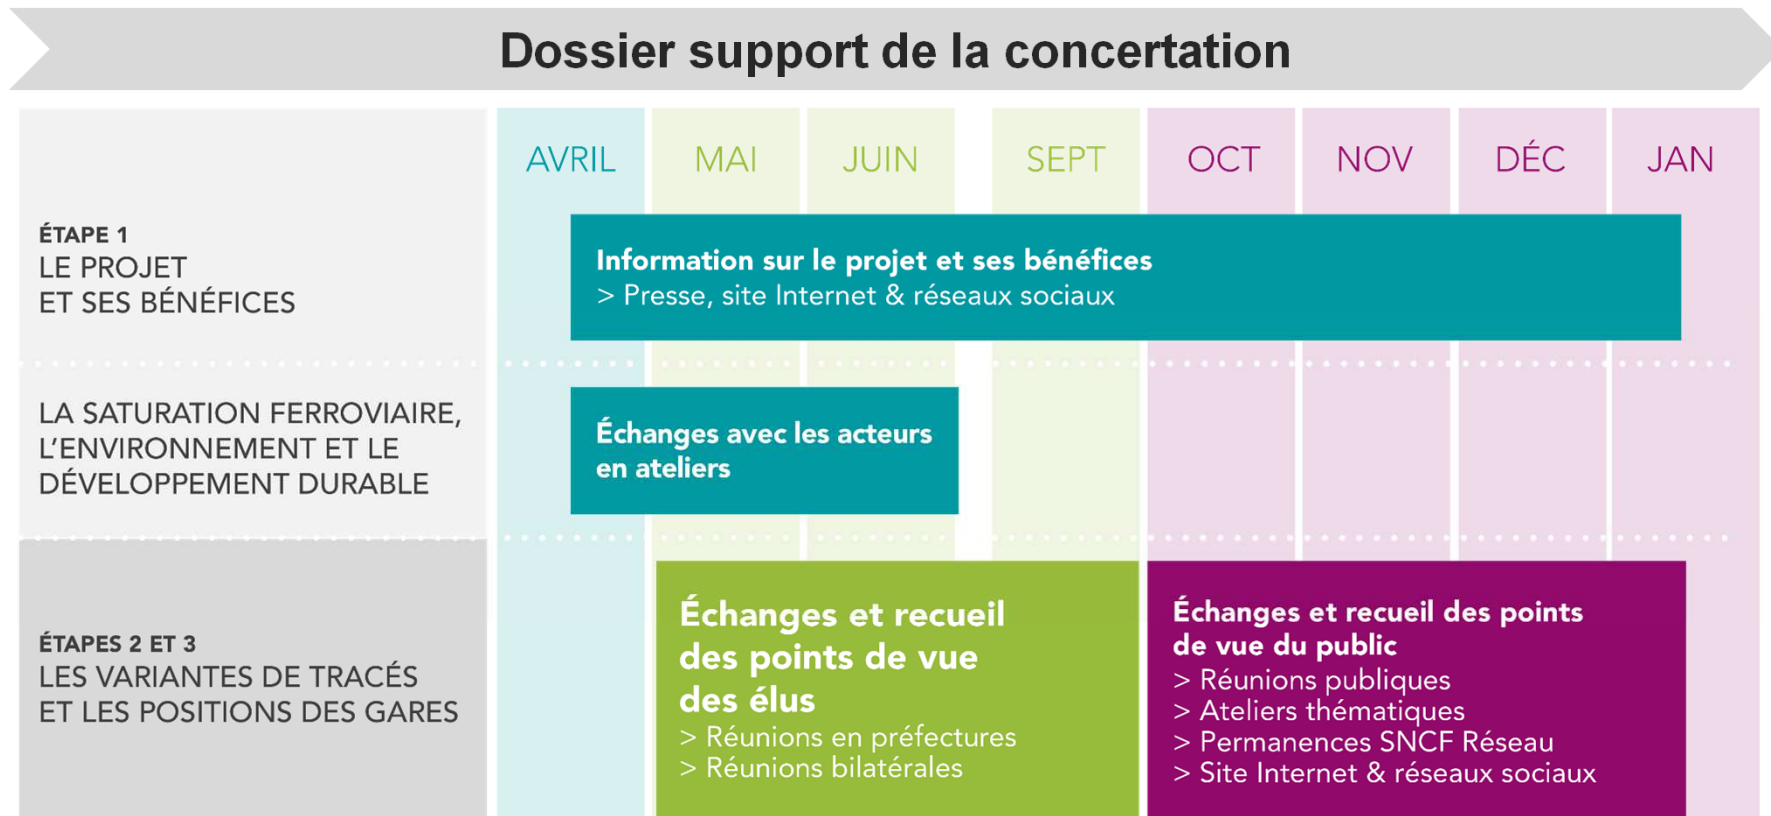 Dossier support de la concertation
AVRIL
MAI
JUIN
SEPT
OCT
NOV
DÉC
JAN
ÉTAPE 1
LE PROJET
ET SES BÉNÉFICES
Information sur le projet et ses bénéfices
> Presse, site Internet & réseaux sociaux
LA SATURATION FERROVIAIRE,
L’ENVIRONNEMENT ET LE
DÉVELOPPEMENT DURABLE
Échanges avec les acteurs
en ateliers
ÉTAPES 2 ET 3
LES VARIANTES DE TRACÉS
ET LES POSITIONS DES GARES
Échanges et recueil
des points de vue
des élus
> Réunions en préfectures
> Réunions bilatérales
Échanges et recueil des points
de vue du public
> Réunions publiques
> Ateliers thématiques
> Permanences SNCF Réseau
> Site Internet & réseaux sociaux